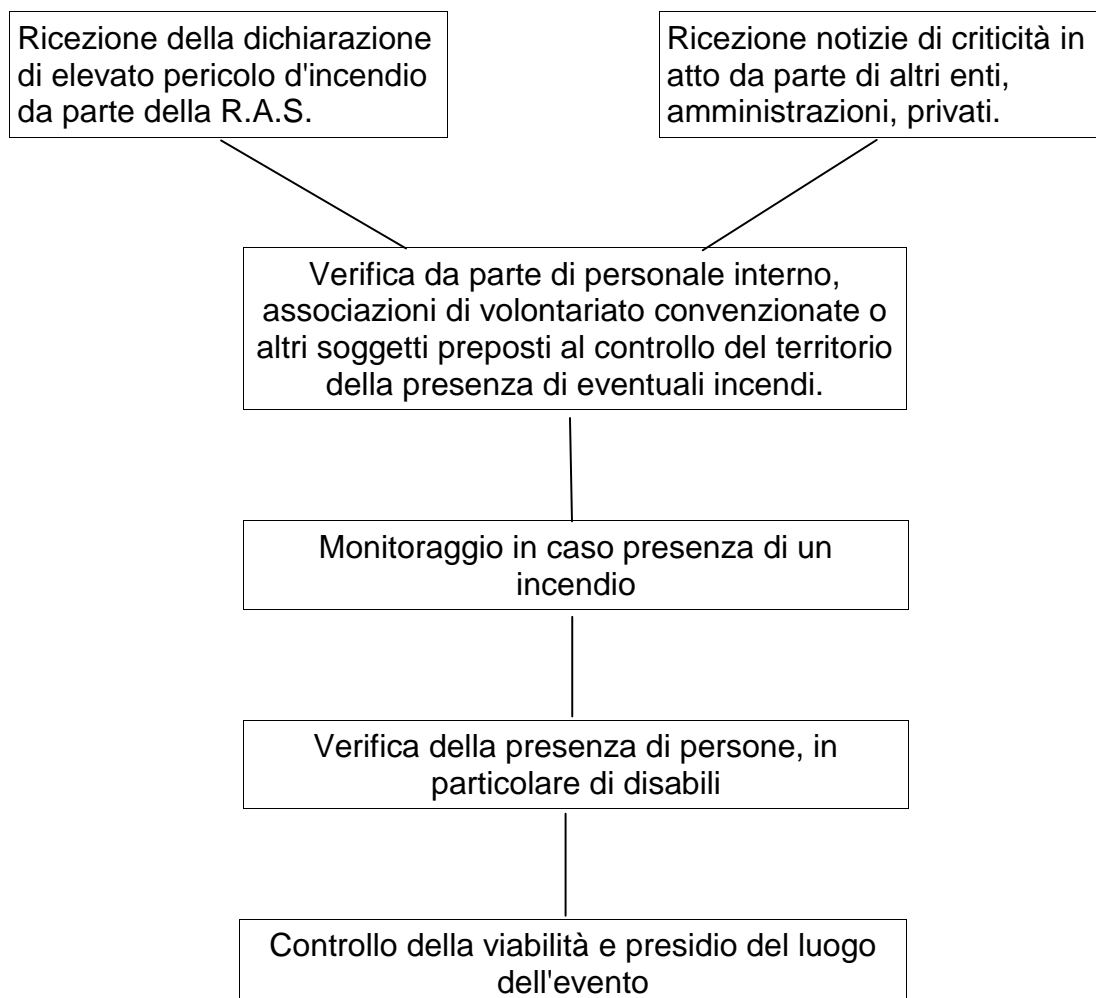 Ricezione della dichiarazione
di elevato pericolo d'incendio
da parte della R.A.S.
Ricezione notizie di criticità in
atto da parte di altri enti,
amministrazioni, privati.
Verifica da parte di personale interno,
associazioni di volontariato convenzionate o
altri soggetti preposti al controllo del territorio
della presenza di eventuali incendi.
Monitoraggio in caso presenza di un
incendio
Verifica della presenza di persone, in
particolare di disabili
Controllo della viabilità e presidio del luogo
dell'evento